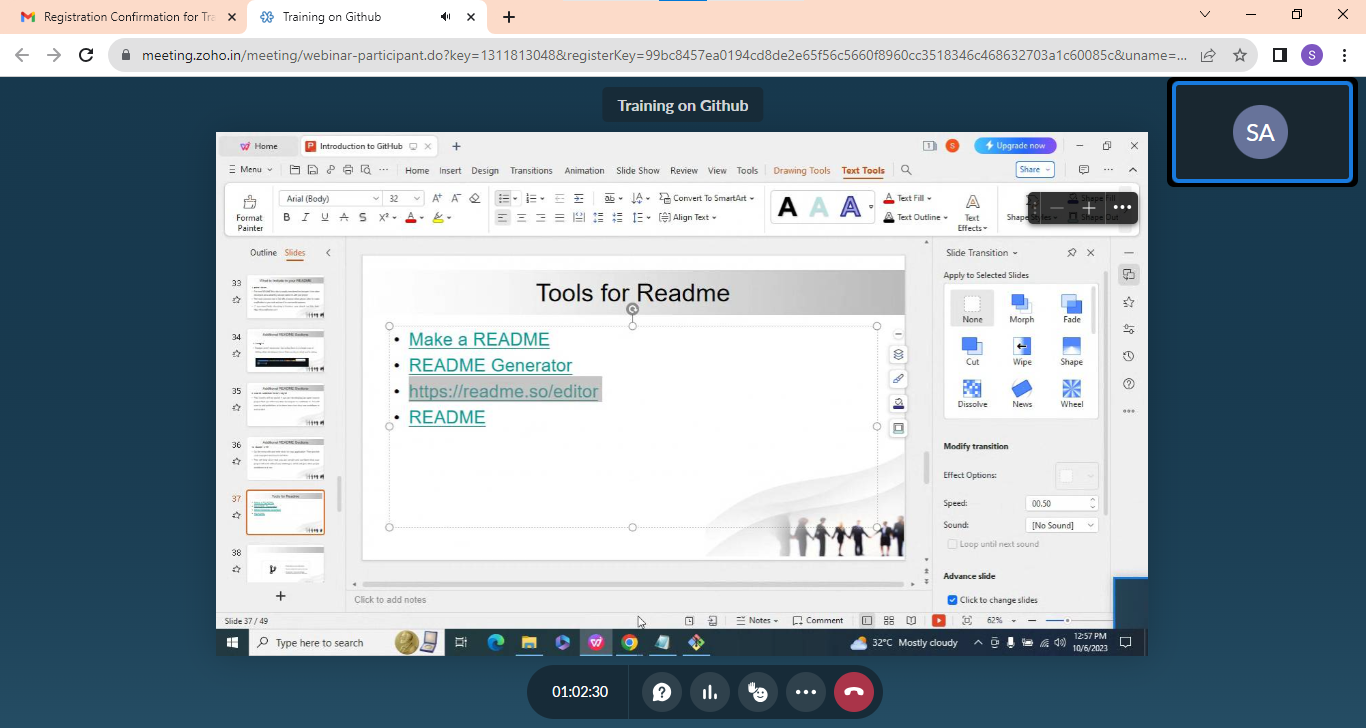 Registration Confirmation for Tra
Training on Github
meeting.zoho.in/meeting/webinar-participant.do?key=1311813048&registerKey=99bc8457ea0194cd8de2e65f56c5660f8960cc3518346c468632703a1c60085c&uname=...
S
Training on Github
SA
Home
Introduction to GitHub
S
Upgrade now
Menu
Home Insert Design Transitions Animation Slide Show Review View Tools Drawing Tools Text Tools
Share
Format Painter
Arial (Body) 32
Convert To SmartArt
Align Text
Text Fill
Text Outline
Text Effects
Outline Slides
Slide Transition
Apply to Selected Slides
None Morph Fade
Cut Wipe Shape
Dissolve News Wheel
33
34
35
36
37
38
Tools for Readme
• Make a README
• README Generator
• https://readme.so/editor
• README
Modify transition
Effect Options:
Speed: 00.50
Sound: [No Sound]
Loop until next sound
Advance slide
Click to change slides
Click to add notes
Slide 37 / 49
Notes
Comment
62%
Type here to search
32°C Mostly cloudy
12:57 PM
10/6/2023
01:02:30